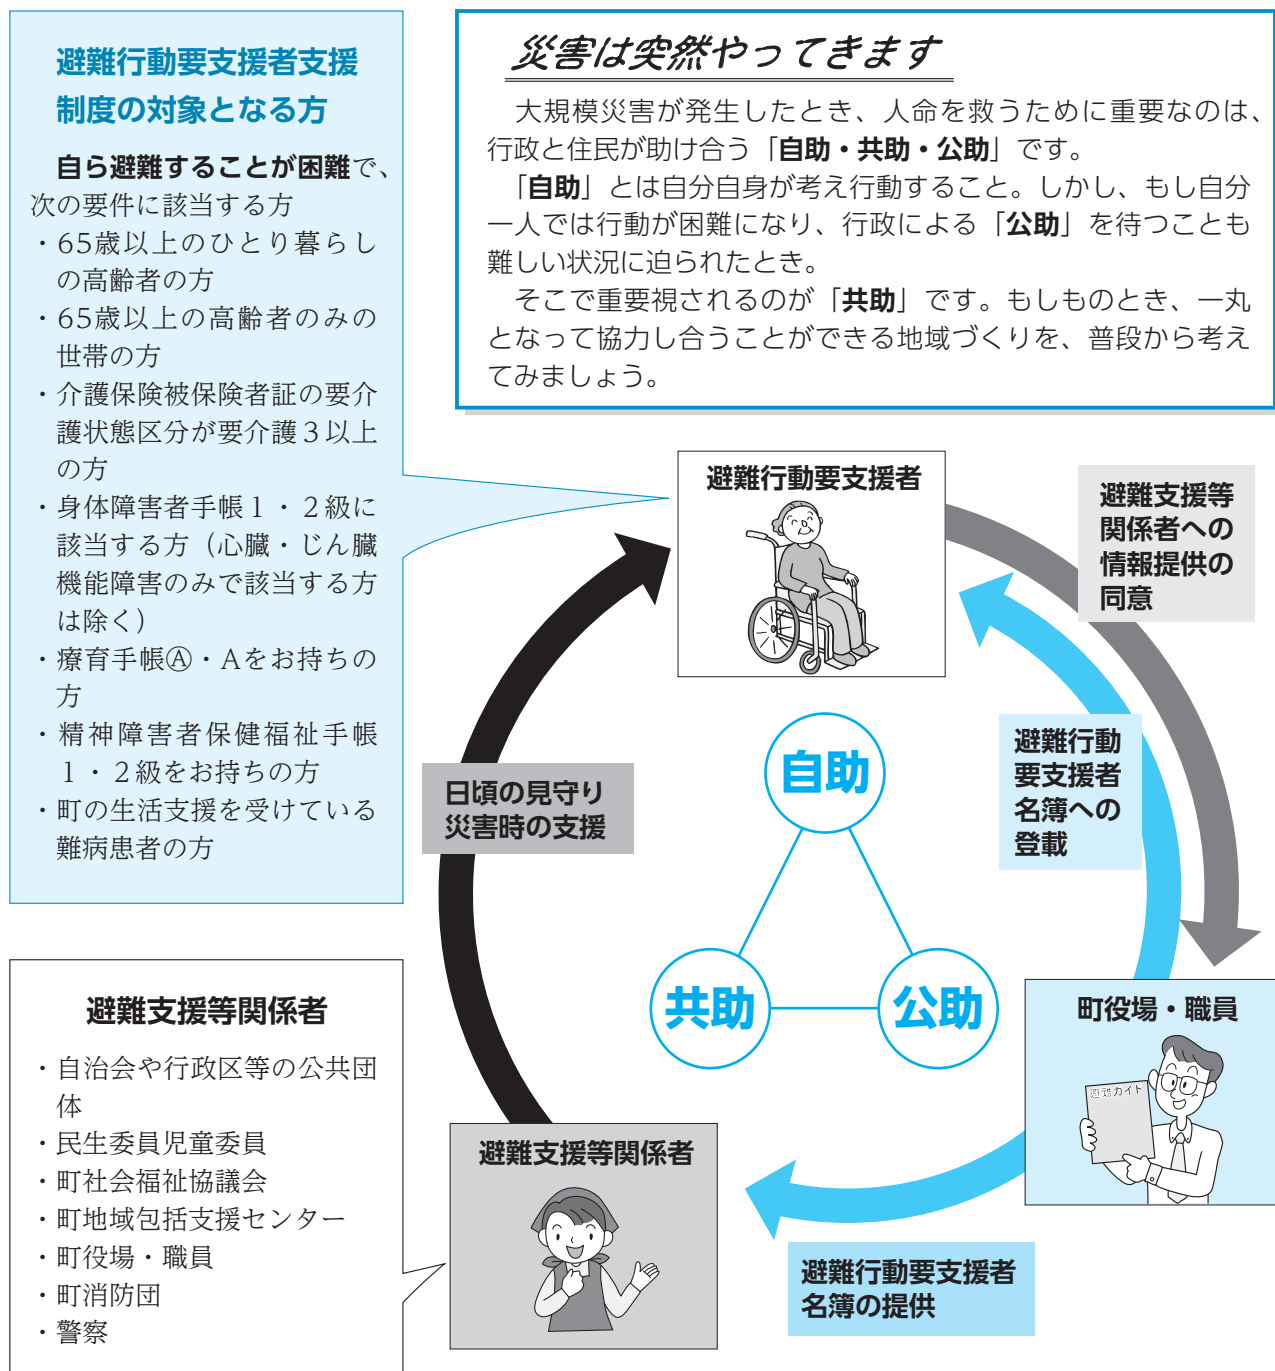 避難行動要支援者支援
制度の対象となる方
自ら避難することが困難で、
次の要件に該当する方
・65歳以上のひとり暮らし
の高齢者の方
・65歳以上の高齢者のみの
世帯の方
・介護保険被保険者証の要介
護状態区分が要介護３以上
の方
・身体障害者手帳１・２級に
該当する方（心臓・じん臓
機能障害のみで該当する方
は除く）
・療育手帳Ⓐ・Aをお持ちの
方
・精神障害者保健福祉手帳
１・２級をお持ちの方
・町の生活支援を受けている
難病患者の方
災害は突然やってきます
大規模災害が発生したとき、人命を救うために重要なのは、
行政と住民が助け合う「自助・共助・公助」です。
「自助」とは自分自身が考え行動すること。しかし、もし自分
一人では行動が困難になり、行政による「公助」を待つことも
難しい状況に迫られたとき。
そこで重要視されるのが「共助」です。もしものとき、一丸
となって協力し合うことができる地域づくりを、普段から考え
てみましょう。
避難行動要支援者
避難支援等
関係者への
情報提供の
同意
避難行動
要支援者
名簿への
登載
日頃の見守り
災害時の支援
自助
共助
公助
町役場・職員
避難ガイド
避難支援等関係者
避難行動要支援者
名簿の提供
避難支援等関係者
・自治会や行政区等の公共団
体
・民生委員児童委員
・町社会福祉協議会
・町地域包括支援センター
・町役場・職員
・町消防団
・警察